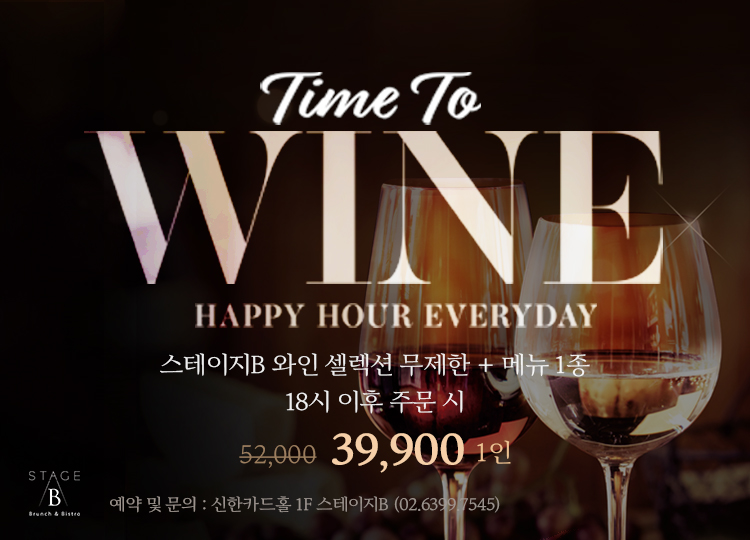 Time To
WINE
HAPPY HOUR EVERYDAY
스테이지B 와인 셀렉션 무제한 + 메뉴 1종
18시 이후 주문 시
52,000 39,900 1인
STAGE
B
Brunch & Bistro
예약 및 문의 : 신한카드홀 1F 스테이지B (02.6399.7545)